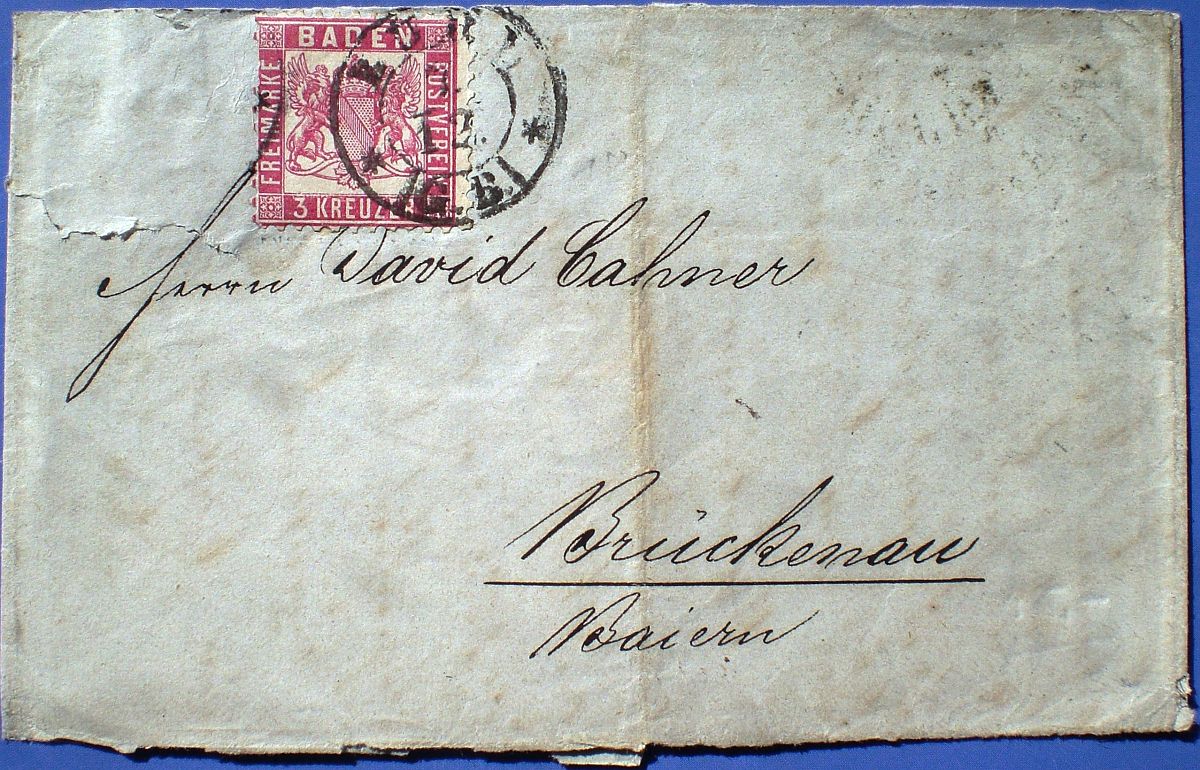 BADEN
FREIMARKE
POSTVEREIN
3 KREUZER
Herrn David Cahner
Brückenau
Baiern